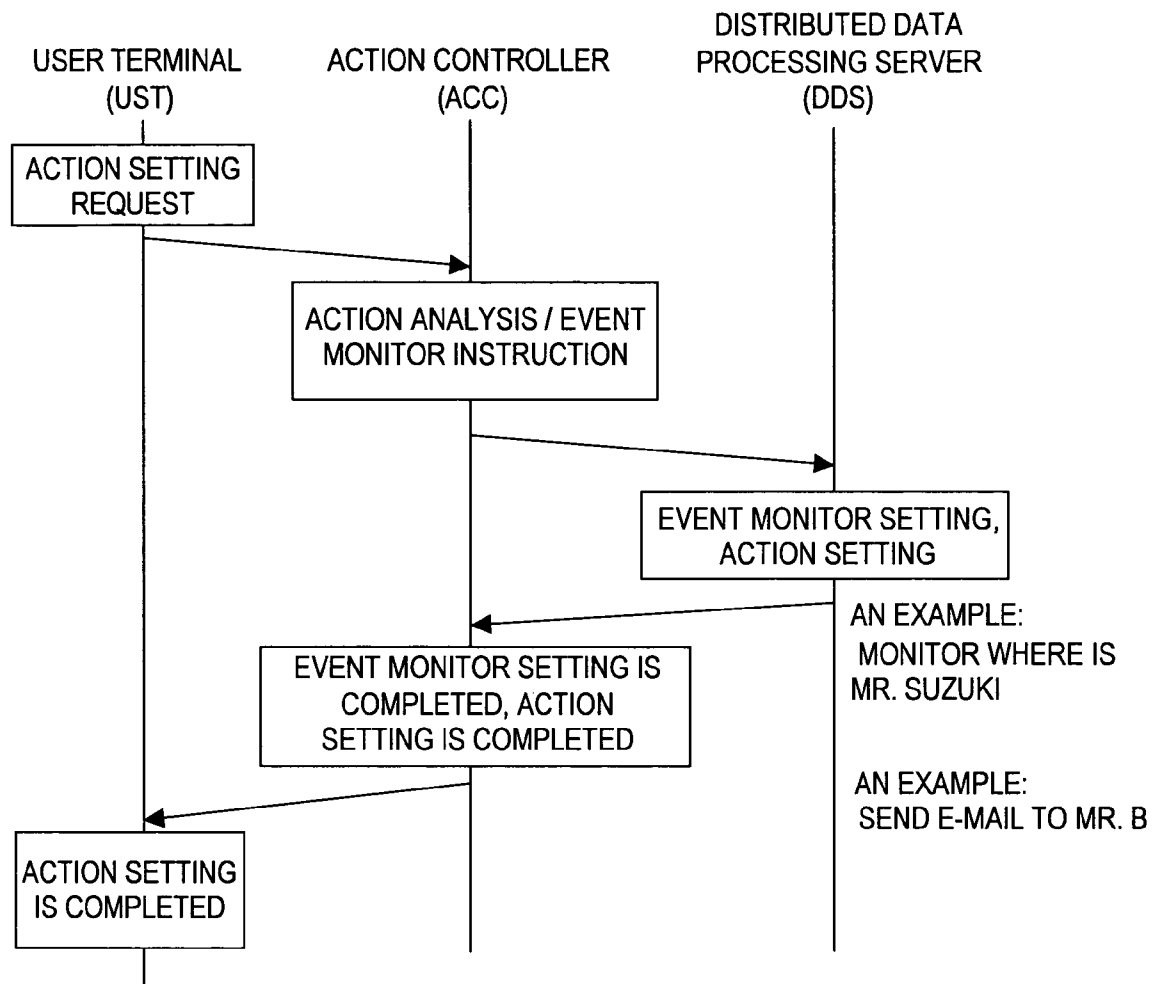 USER TERMINAL
(UST)
ACTION CONTROLLER
(ACC)
DISTRIBUTED DATA
PROCESSING SERVER
(DDS)
ACTION SETTING
REQUEST
ACTION ANALYSIS / EVENT
MONITOR INSTRUCTION
EVENT MONITOR SETTING,
ACTION SETTING
AN EXAMPLE:
MONITOR WHERE IS
MR. SUZUKI
EVENT MONITOR SETTING IS
COMPLETED, ACTION
SETTING IS COMPLETED
AN EXAMPLE:
SEND E-MAIL TO MR. B
ACTION SETTING
IS COMPLETED